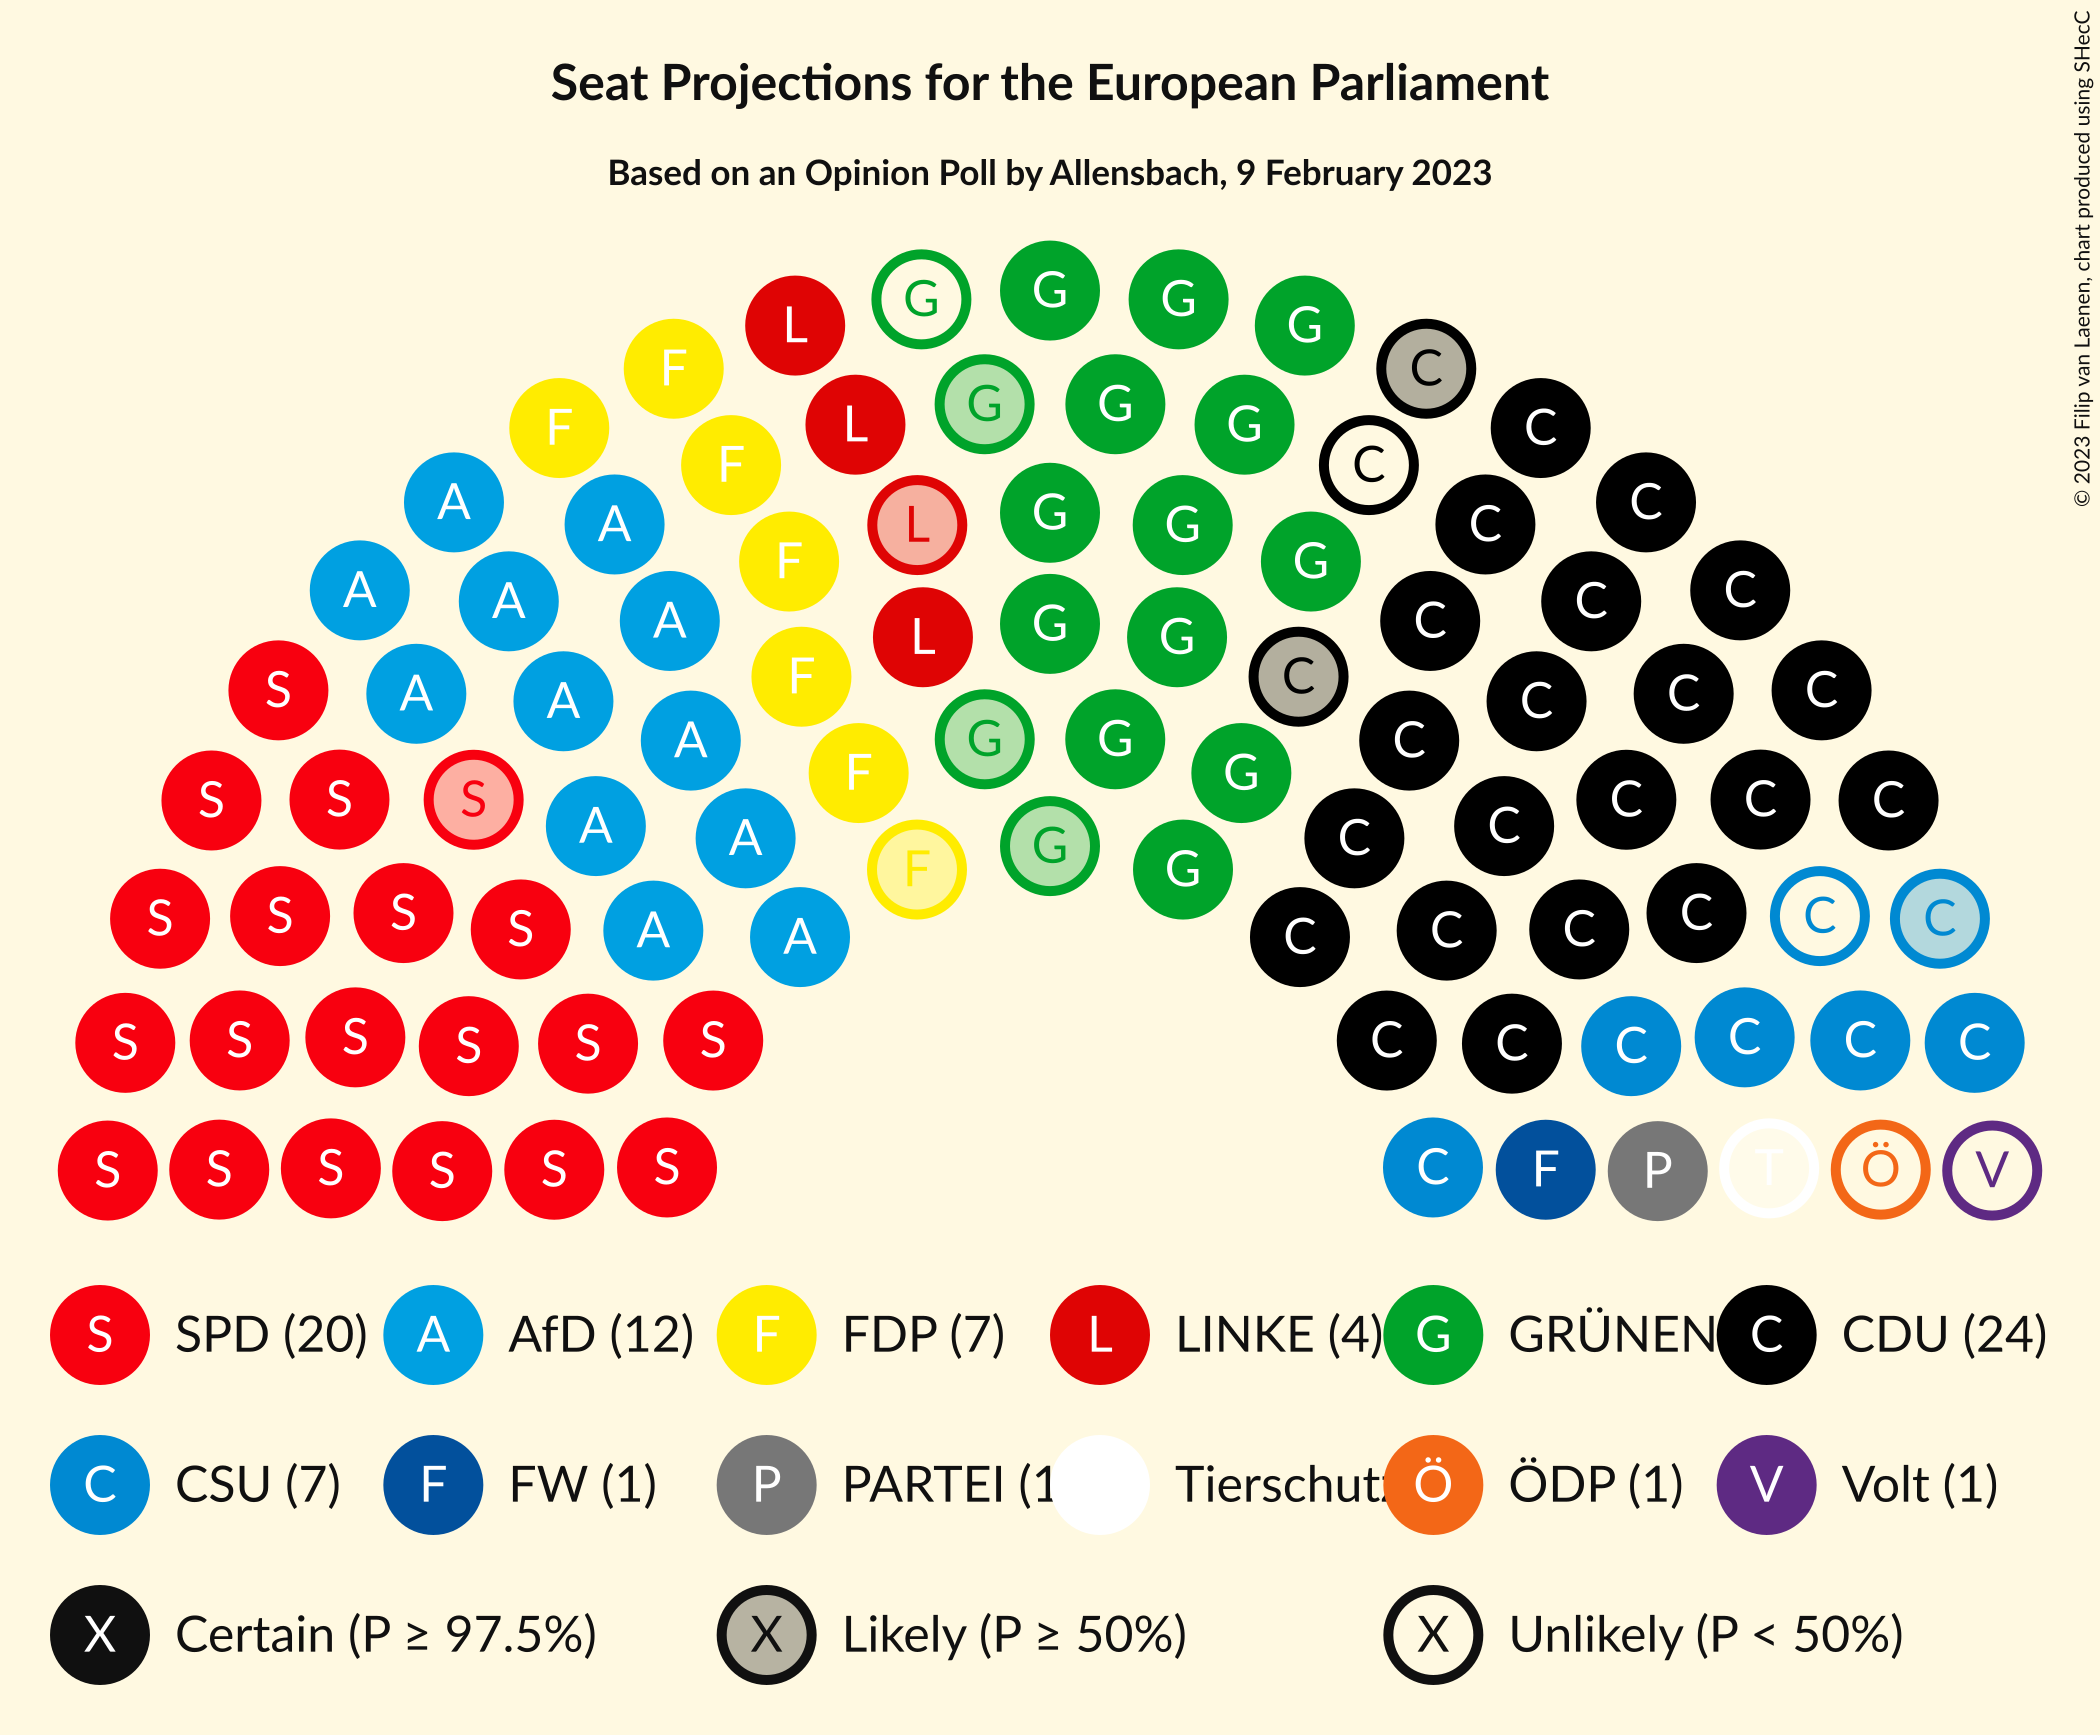 Seat Projections for the European Parliament
Based on an Opinion Poll by Allensbach, 9 February 2023
© 2023 Filip van Laenen, chart produced using SHecC
G G G G
L C
F G G G C
F L C C
A F L G G G C C
A A F C C
A A L G G C C
S A A F C C C C
A G G G C
S S S A A F C C C C C
F G G
S S S S A A C C C C C C
S S S S S S C C C C C C
S S S S S S C F P T Ö V
S SPD (20) A AfD (12) F FDP (7) L LINKE (4) G GRÜNEN C CDU (24)
C CSU (7) F FW (1) P PARTEI (1 Tierschutz Ö ÖDP (1) V Volt (1)
X Certain (P ≥ 97.5%) X Likely (P ≥ 50%) X Unlikely (P < 50%)